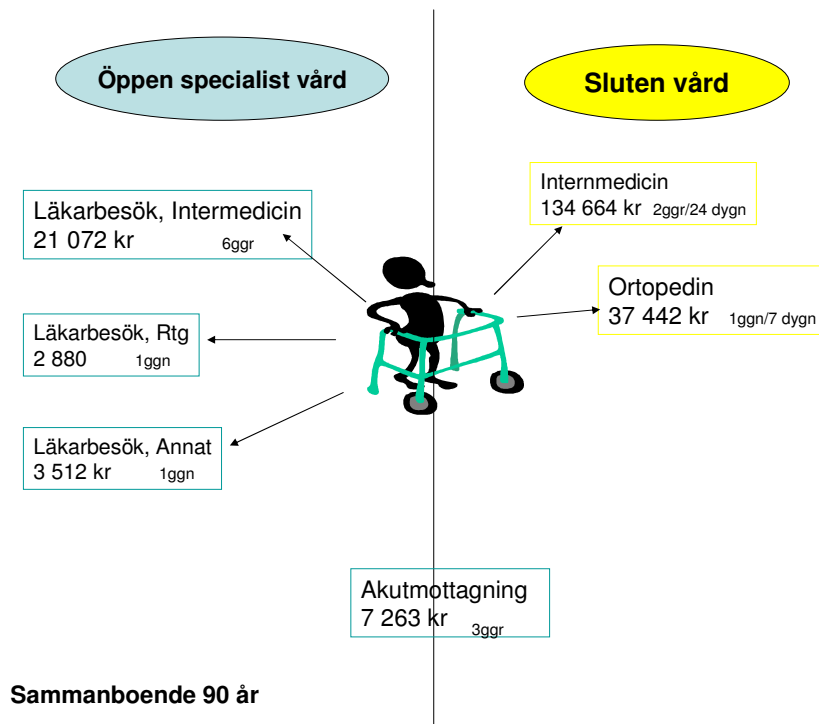 Öppen specialist vård
Sluten vård
Läkarbesök, Intermedicin
21 072 kr 6ggr
Läkarbesök, Rtg
2 880 1ggn
Läkarbesök, Annat
3 512 kr 1ggn
Internmedicin
134 664 kr 2ggr/24 dygn
Ortopedin
37 442 kr 1ggn/7 dygn
Akutmottagning
7 263 kr 3ggr
Sammanboende 90 år